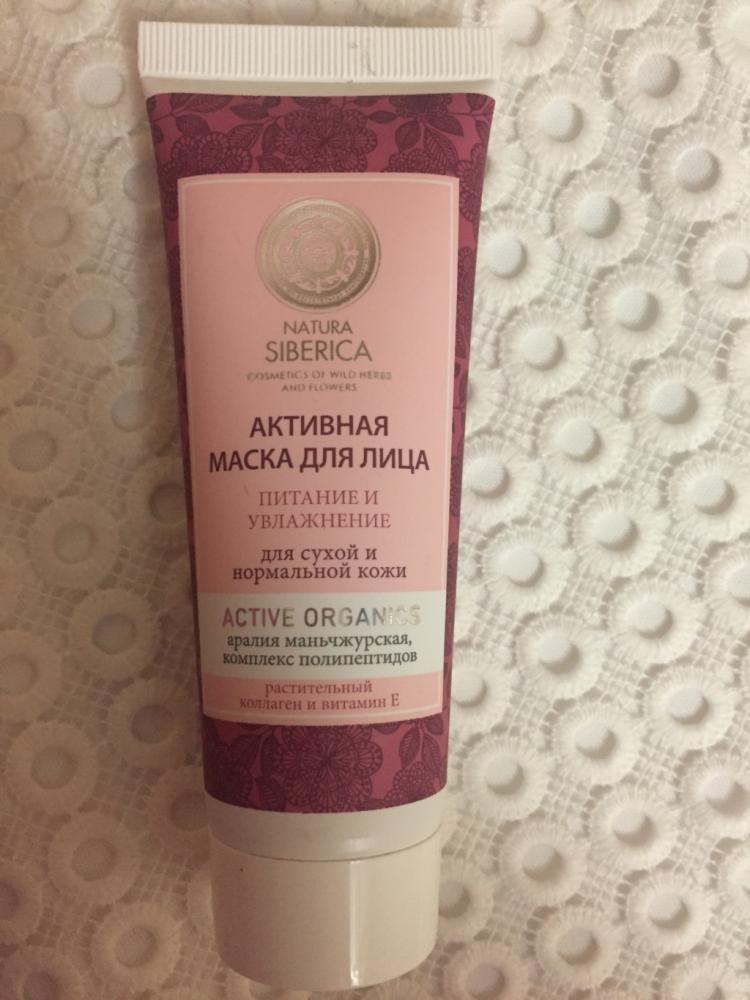 NATURA
SIBERICA
COSMETICS OF WILD HERBS
AND FLOWERS
АКТИВНАЯ
МАСКА ДЛЯ ЛИЦА
ПИТАНИЕ И
УВЛАЖНЕНИЕ
для сухой и
нормальной кожи
ACTIVE ORGANICS
аралия маньчжурская,
комплекс полипептидов
растительный
коллаген и витамин Е